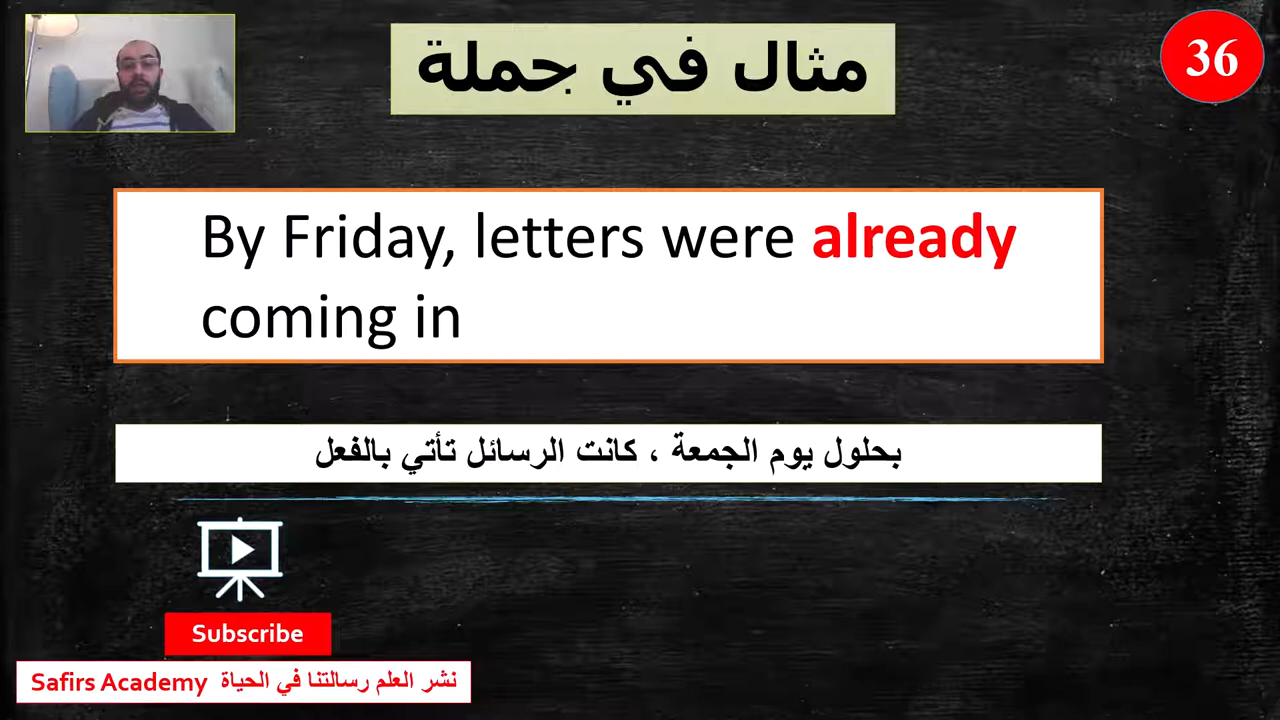 مثال في جملة
36
By Friday, letters were already
coming in
بحلول يوم الجمعة ، كانت الرسائل تأتي بالفعل
Subscribe
Safirs Academy نشر العلم رسالتنا في الحياة